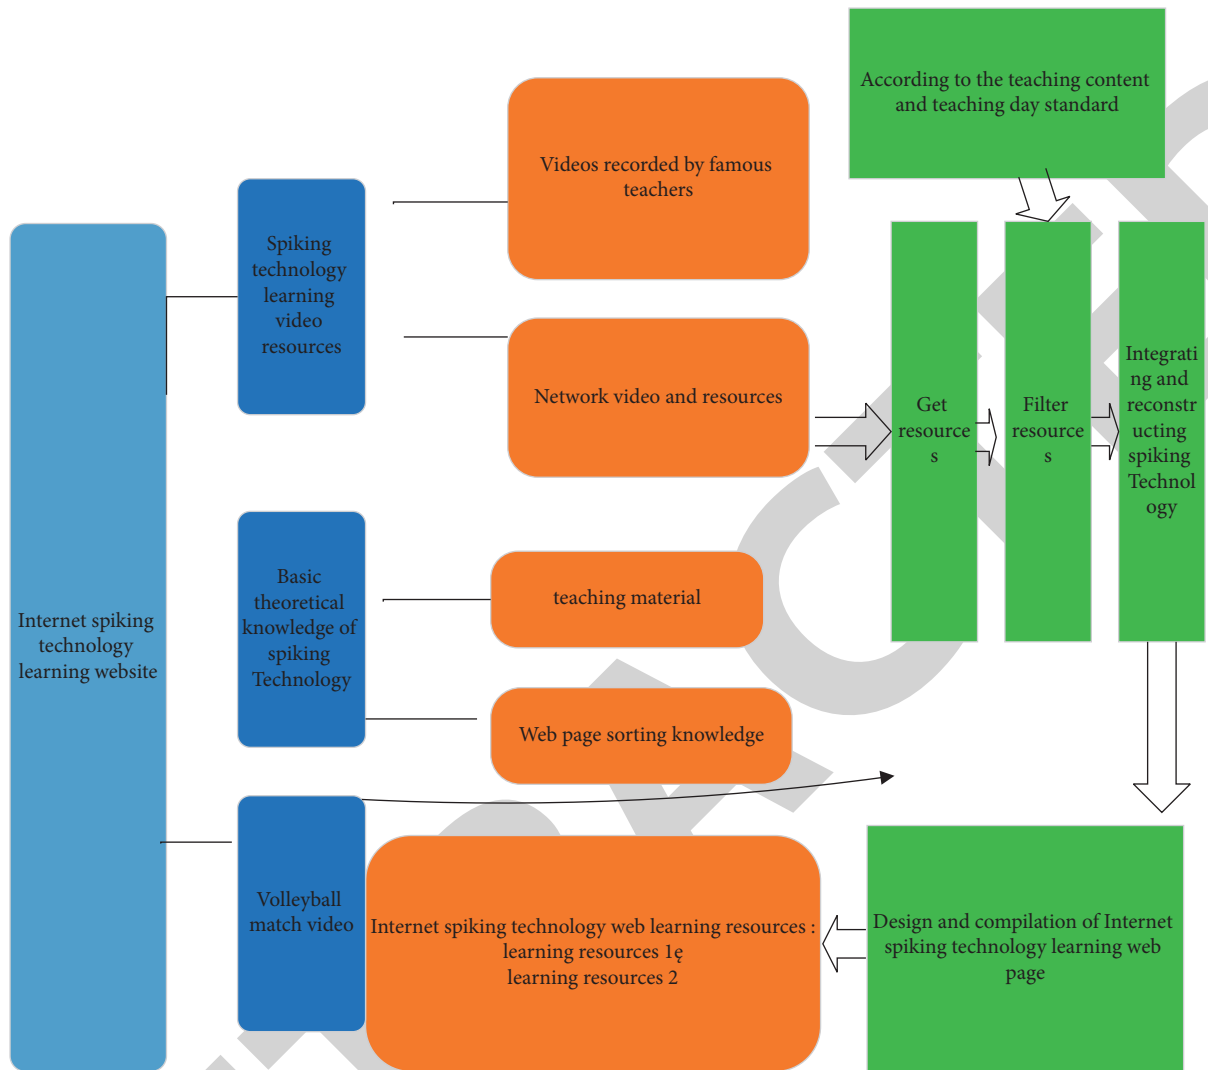 According to the teaching content
and teaching day standard
Videos recorded by famous
teachers
Spiking
technology
learning
video
resources
Network video and resources
Get
resource
s
Filter
resource
s
Integrati
ng and
reconstr
ucting
spiking
Technol
ogy
Internet spiking
technology
learning website
Basic
theoretical
knowledge of
spiking
Technology
teaching material
Web page sorting knowledge
Volleyball
match video
Internet spiking technology web learning resources :
learning resources 1ę
learning resources 2
Design and compilation of Internet
spiking technology learning web
page